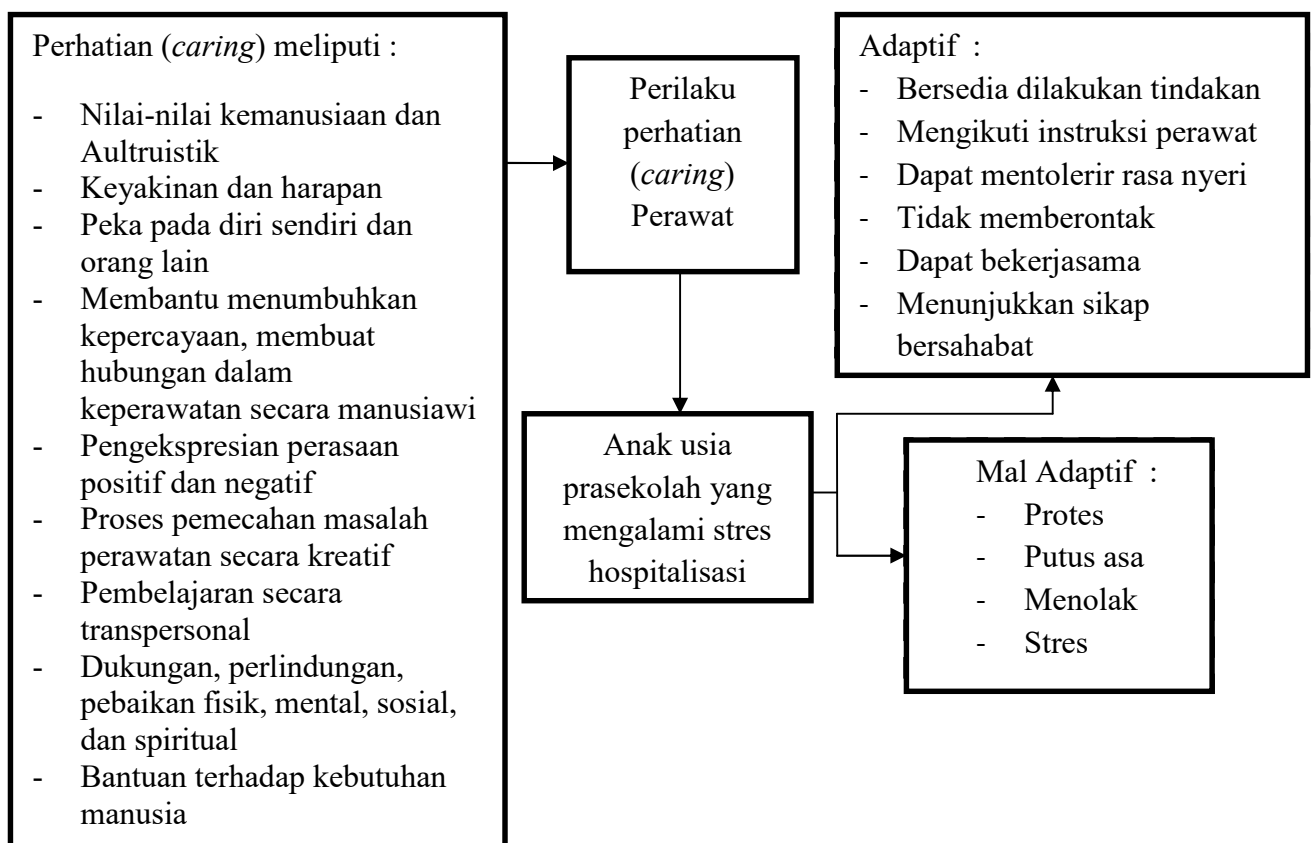 Perhatian (caring) meliputi :
- Nilai-nilai kemanusiaan dan
Aultruistik
- Keyakinan dan harapan
- Peka pada diri sendiri dan
orang lain
- Membantu menumbuhkan
kepercayaan, membuat
hubungan dalam
keperawatan secara manusiawi
- Pengekspresian perasaan
positif dan negatif
- Proses pemecahan masalah
perawatan secara kreatif
- Pembelajaran secara
transpersonal
- Dukungan, perlindungan,
pebaikan fisik, mental, sosial,
dan spiritual
- Bantuan terhadap kebutuhan
manusia
Perilaku
perhatian
(caring)
Perawat
Anak usia
prasekolah yang
mengalami stres
hospitalisasi
Adaptif :
- Bersedia dilakukan tindakan
- Mengikuti instruksi perawat
- Dapat mentolerir rasa nyeri
- Tidak memberontak
- Dapat bekerjasama
- Menunjukkan sikap
bersahabat
Mal Adaptif :
- Protes
- Putus asa
- Menolak
- Stres